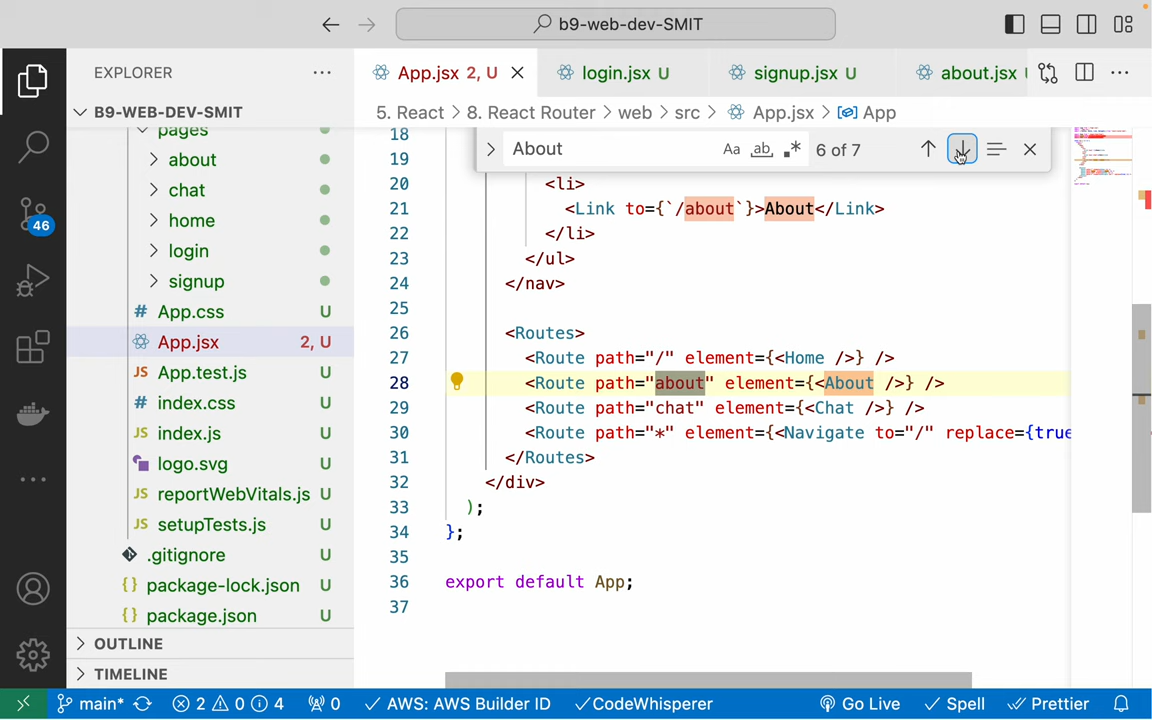 b9-web-dev-SMIT
EXPLORER
App.jsx 2, U
login.jsx U
signup.jsx U
about.jsx
B9-WEB-DEV-SMIT
5. React > 8. React Router > web > src > App.jsx > App
pages
about
chat
home
login
signup
# App.css U
App.jsx 2, U
JS App.test.js U
# index.css U
JS index.js U
logo.svg U
JS reportWebVitals.js U
JS setupTests.js U
.gitignore U
{} package-lock.json U
{} package.json U
OUTLINE
TIMELINE
46
About Aa ab .* 6 of 7
18
19
20 <li>
21 <Link to={`/about`}>About</Link>
22 </li>
23 </ul>
24 </nav>
25
26 <Routes>
27 <Route path="/" element={<Home />} />
28 <Route path="about" element={<About />} />
29 <Route path="chat" element={<Chat />} />
30 <Route path="*" element={<Navigate to="/" replace={true
31 </Routes>
32 </div>
33 );
34 };
35
36 export default App;
37
main* 2 0 4 0 AWS: AWS Builder ID CodeWhisperer Go Live Spell Prettier